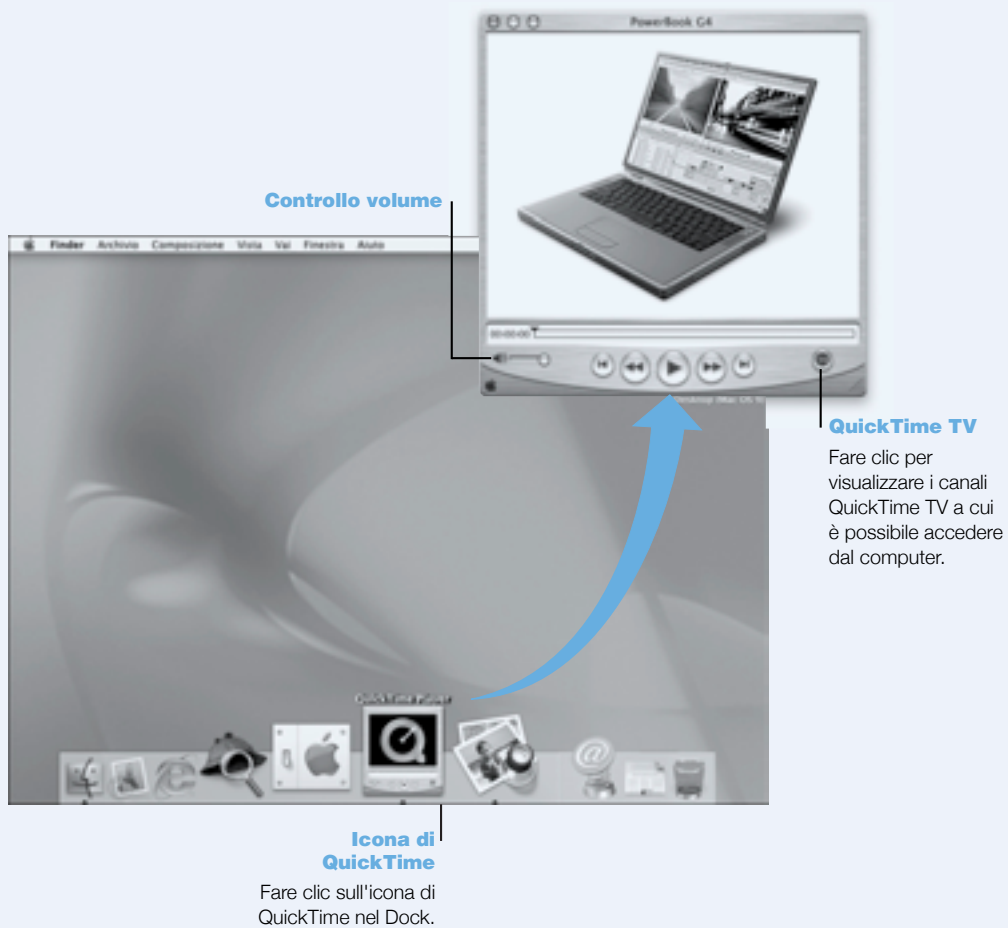 PowerBook G4
Controllo volume
Finder Archivio Composizione Vista Vai Finestra Aiuto
00:00:00
QuickTime TV
Fare clic per
visualizzare i canali
QuickTime TV a cui
è possibile accedere
dal computer.
QuickTime Player
Icona di
QuickTime
Fare clic sull'icona di
QuickTime nel Dock.